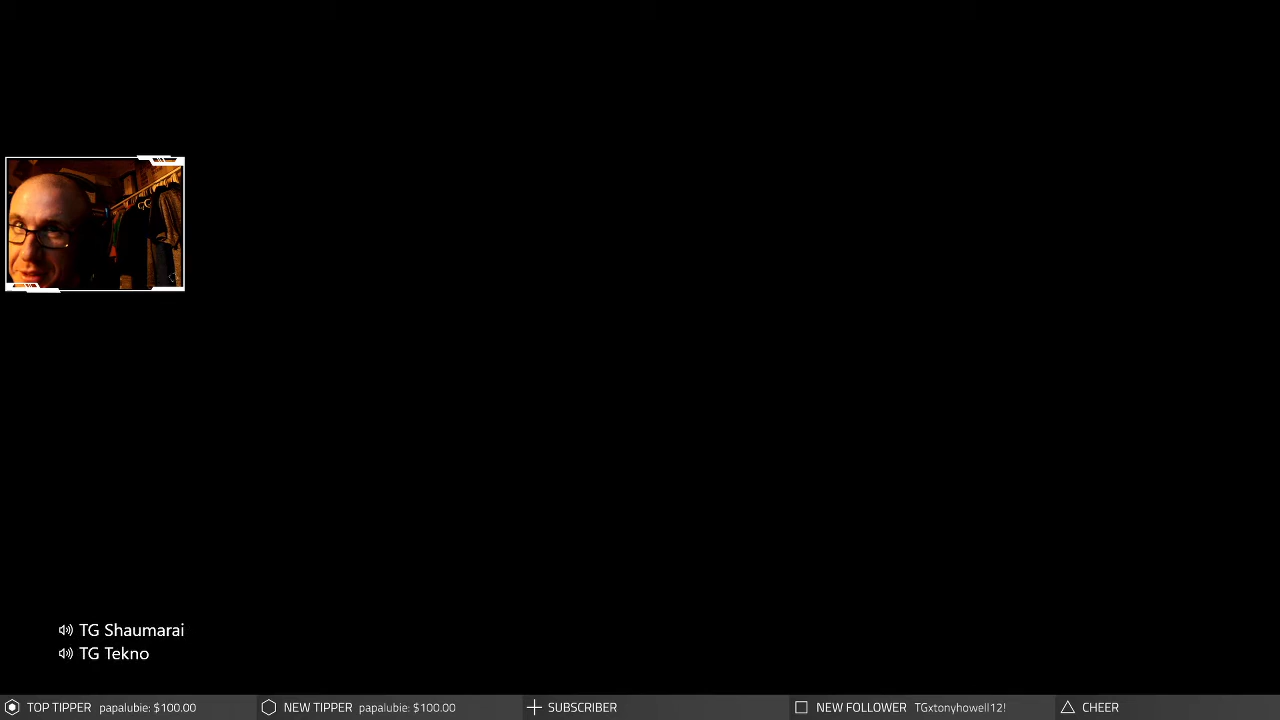 TG Shaumarai
TG Tekno
TOP TIPPER papalubie: $100.00 NEW TIPPER papalubie: $100.00 SUBSCRIBER NEW FOLLOWER TGxtonyhowell12! CHEER